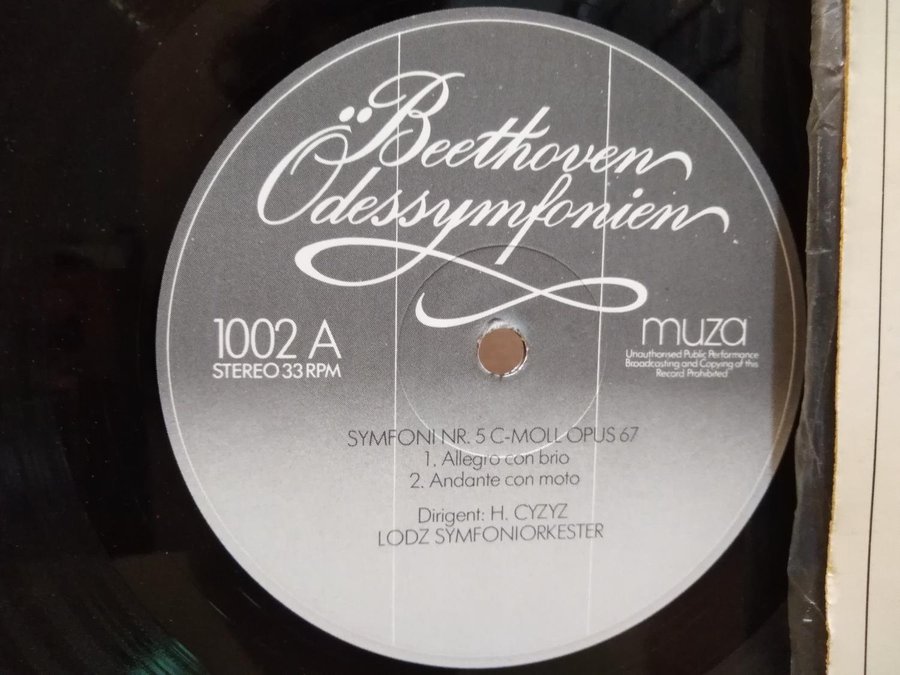 Beethoven
Ödessymfonien
1002 A
STEREO 33 RPM
muza
Unauthorised Public Performance
Broadcasting and Copying of this
Record Prohibited
SYMFONI NR. 5 C-MOLL OPUS 67
1. Allegro con brio
2. Andante con moto
Dirigent: H. CYZYZ
LODZ SYMFONIORKESTER